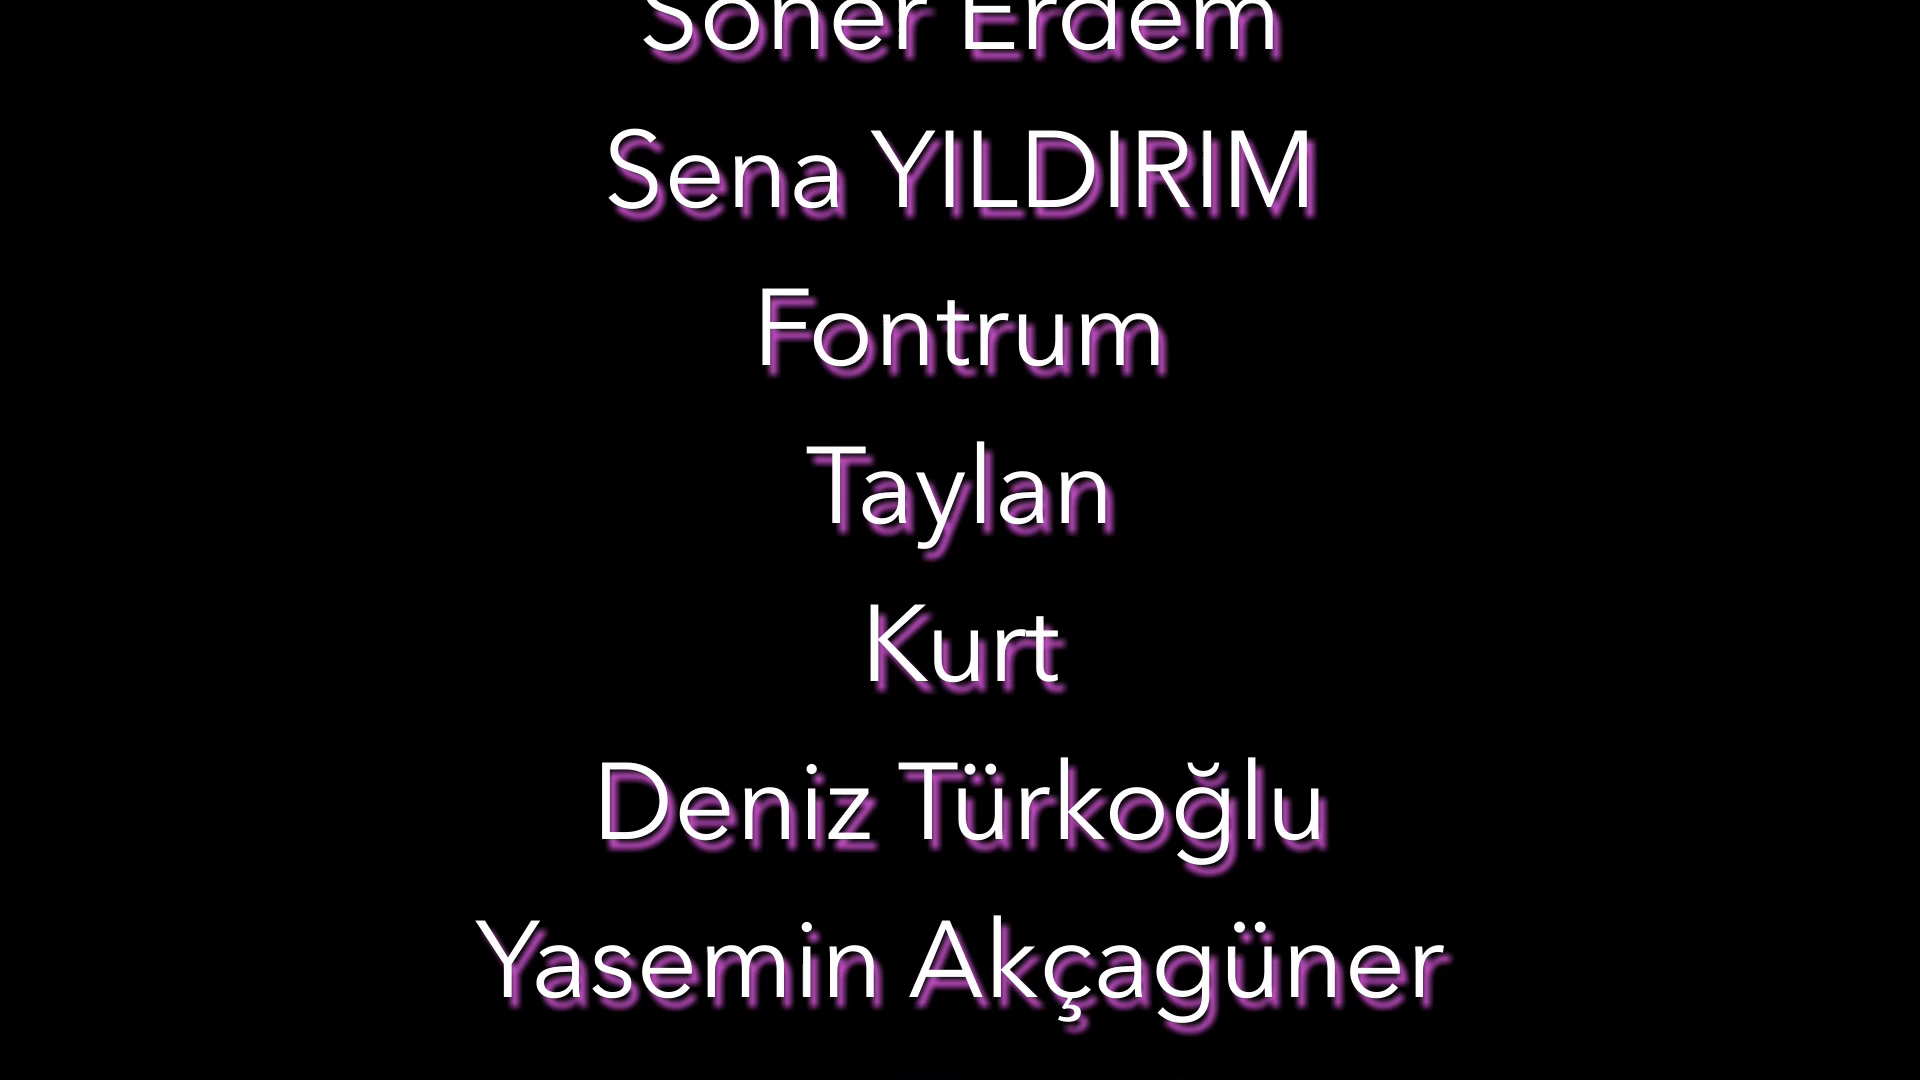 Soner Erdem
Sena YILDIRIM
Fontrum
Taylan
Kurt
Deniz Türkoğlu
Yasemin Akçagüner